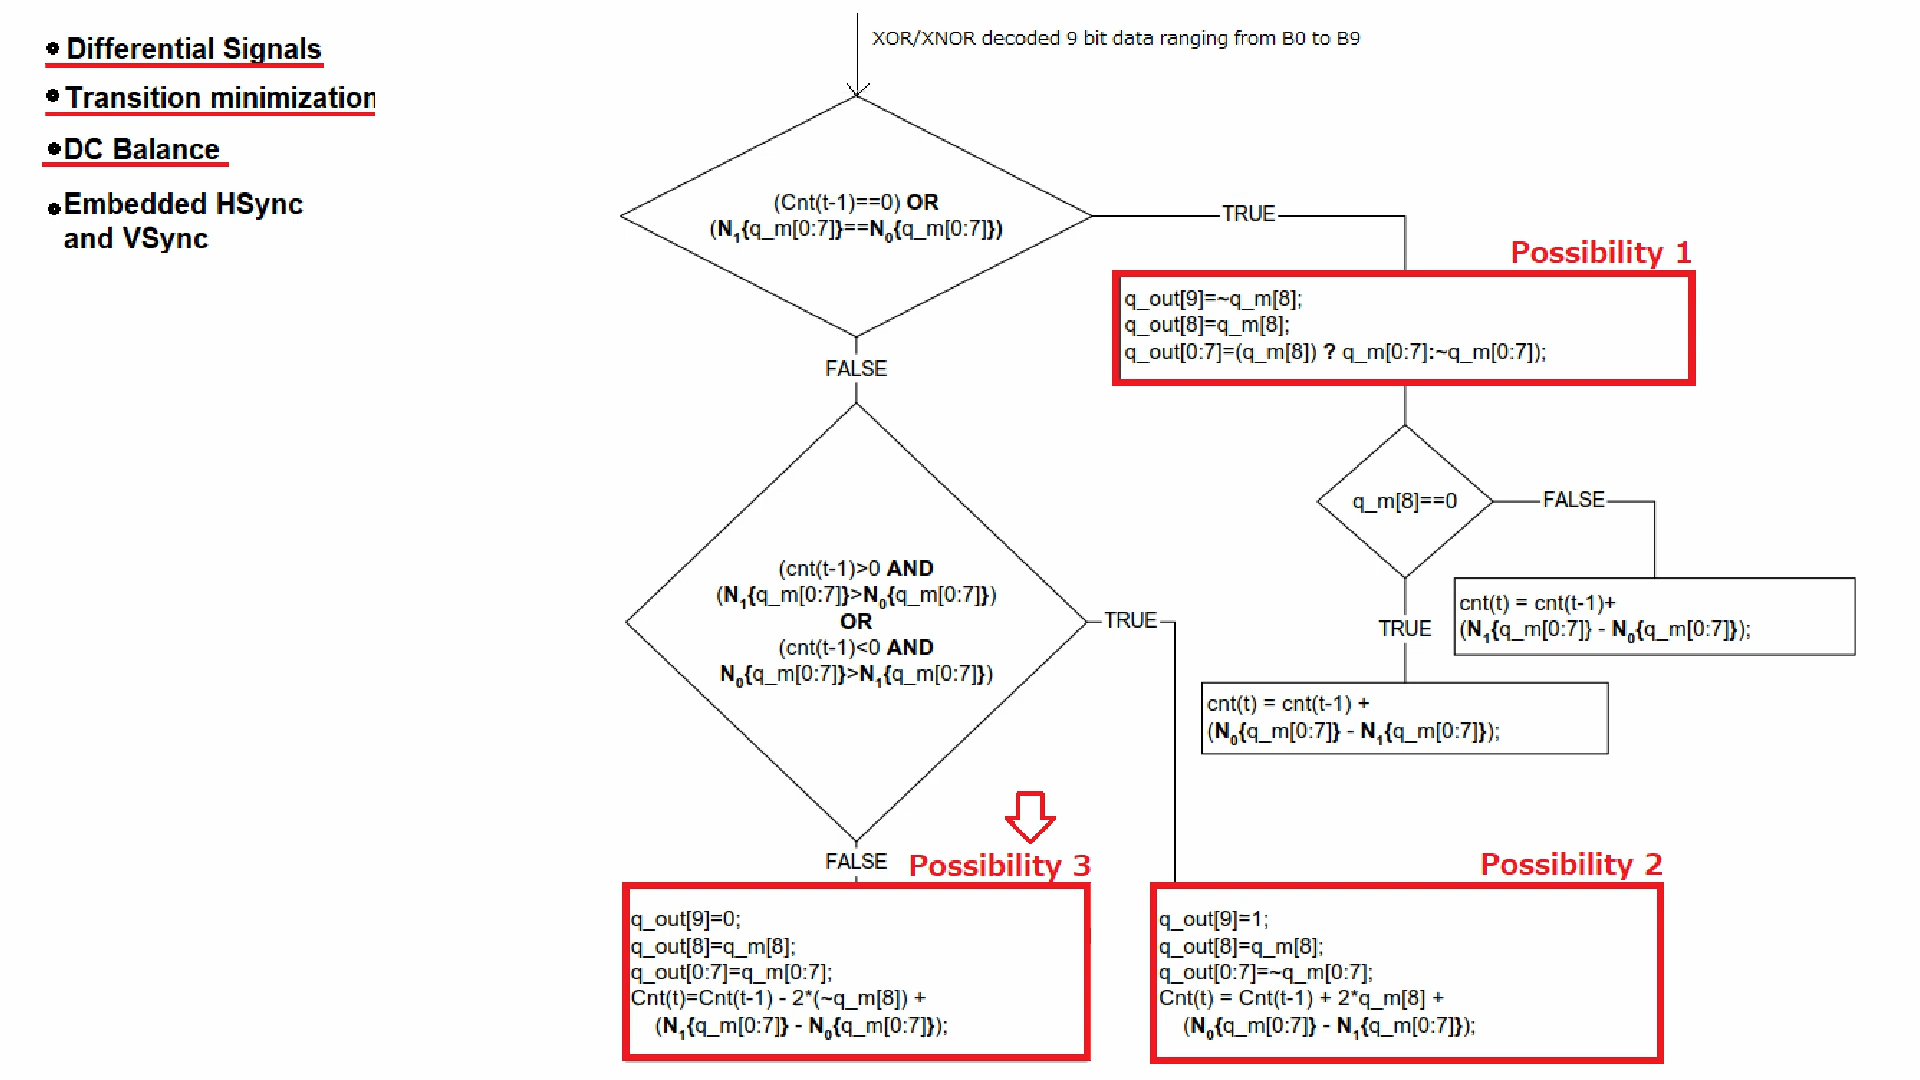 Differential Signals
Transition minimization
DC Balance
Embedded HSync
and VSync
XOR/XNOR decoded 9 bit data ranging from B0 to B9
(Cnt(t-1)==0) OR
(N1{q_m[0:7]}==N0{q_m[0:7]})
TRUE
Possibility 1
q_out[9]=~q_m[8];
q_out[8]=q_m[8];
q_out[0:7]=(q_m[8]) ? q_m[0:7]:~q_m[0:7]);
FALSE
q_m[8]==0
FALSE
cnt(t) = cnt(t-1)+
(N1{q_m[0:7]} - N0{q_m[0:7]});
TRUE
cnt(t) = cnt(t-1) +
(N0{q_m[0:7]} - N1{q_m[0:7]});
(cnt(t-1)>0 AND
(N1{q_m[0:7]}>N0{q_m[0:7]})
OR
(cnt(t-1)<0 AND
N0{q_m[0:7]}>N1{q_m[0:7]})
TRUE
FALSE
Possibility 3
q_out[9]=0;
q_out[8]=q_m[8];
q_out[0:7]=q_m[0:7];
Cnt(t)=Cnt(t-1) - 2*(~q_m[8]) +
(N1{q_m[0:7]} - N0{q_m[0:7]});
Possibility 2
q_out[9]=1;
q_out[8]=q_m[8];
q_out[0:7]=~q_m[0:7];
Cnt(t) = Cnt(t-1) + 2*q_m[8] +
(N0{q_m[0:7]} - N1{q_m[0:7]});